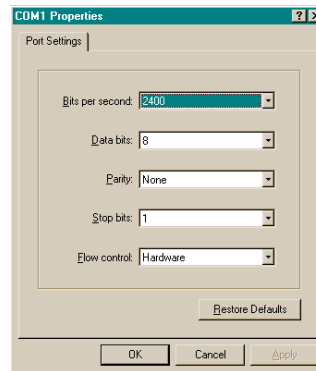 COM1 Properties
Port Settings
Bits per second: 2400
Data bits: 8
Parity: None
Stop bits: 1
Flow control: Hardware
Restore Defaults
OK Cancel Apply